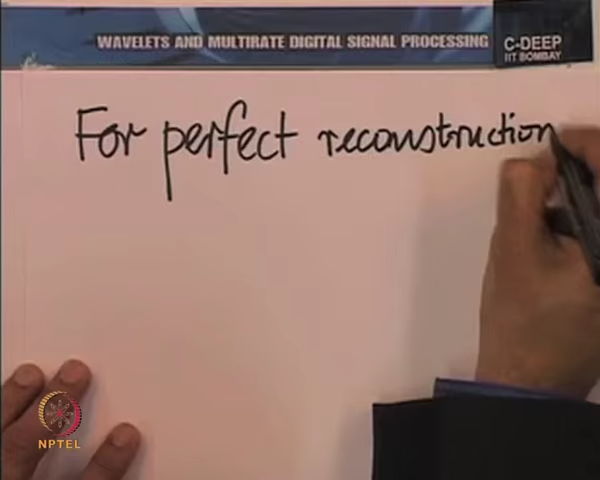 WAVELETS AND MULTIRATE DIGITAL SIGNAL PROCESSING
C-DEEP
IIT BOMBAY
For perfect reconstruction
NPTEL